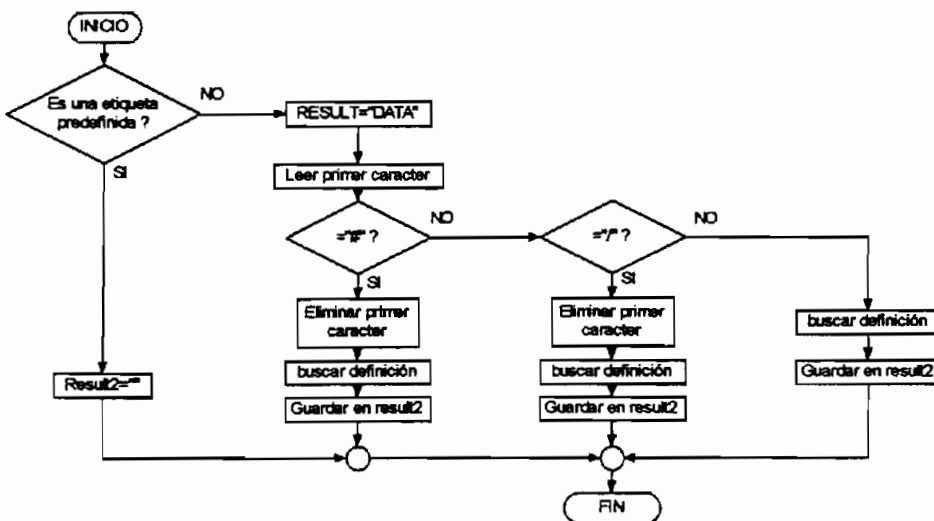 INICIO
Es una etiqueta
predefinida ?
NO
SI
RESULT="DATA"
Leer primer caracter
="#" ?
NO
SI
="/" ?
NO
SI
Eliminar primer
caracter
buscar definición
Guardar en result2
Eliminar primer
caracter
buscar definición
Guardar en result2
buscar definición
Guardar en result2
Result2=""
FIN